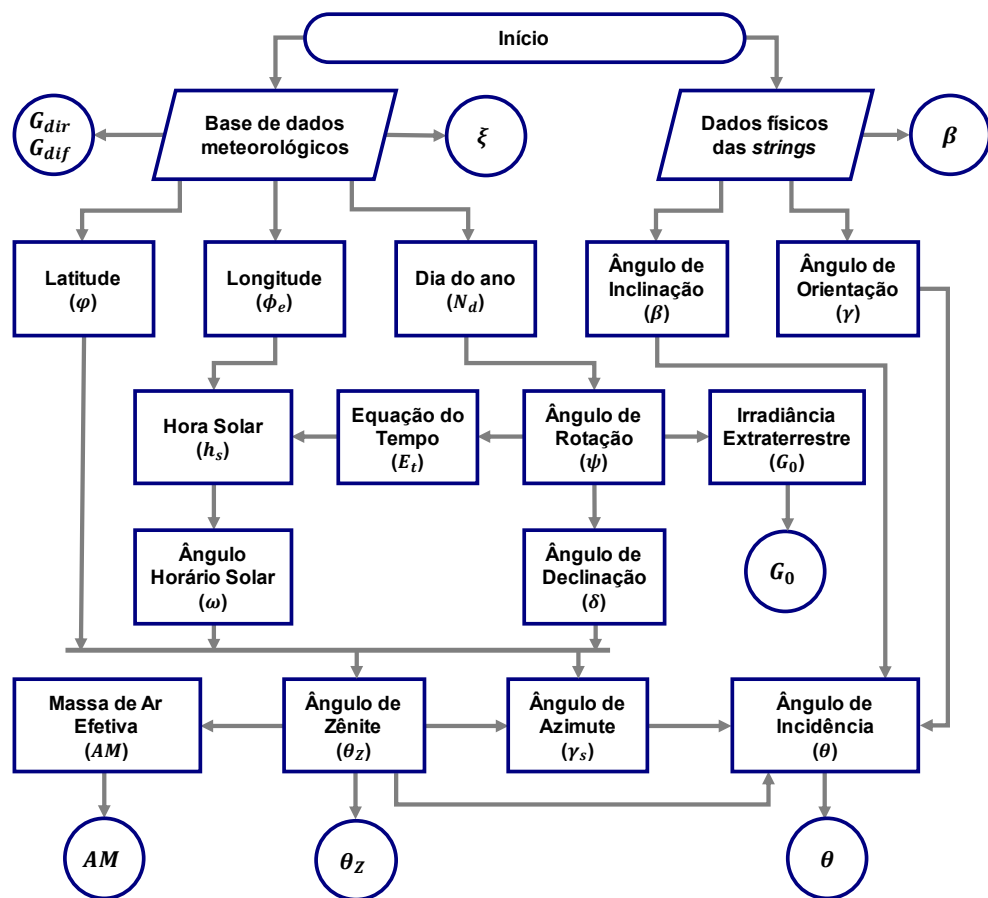 Início
G_dir
G_dif
Base de dados
meteorológicos
ξ
Dados físicos
das strings
β
Latitude
(φ)
Longitude
(ϕ_e)
Dia do ano
(N_d)
Ângulo de
Inclinação
(β)
Ângulo de
Orientação
(γ)
Hora Solar
(h_s)
Equação do
Tempo
(E_t)
Ângulo de
Rotação
(ψ)
Irradiância
Extraterrestre
(G_0)
Ângulo
Horário Solar
(ω)
Ângulo de
Declinação
(δ)
G_0
Massa de Ar
Efetiva
(AM)
Ângulo de
Zênite
(θ_Z)
Ângulo de
Azimute
(γ_s)
Ângulo de
Incidência
(θ)
AM
θ_Z
θ